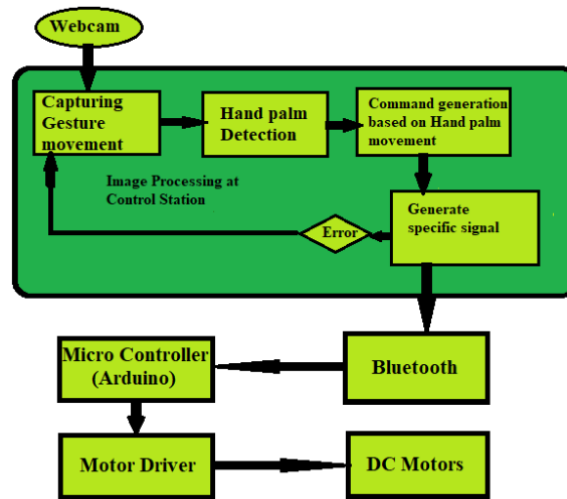 Webcam
Capturing
Gesture
movement
Hand palm
Detection
Command generation
based on Hand palm
movement
Image Processing at
Control Station
Error
Generate
specific signal
Micro Controller
(Arduino)
Bluetooth
Motor Driver
DC Motors